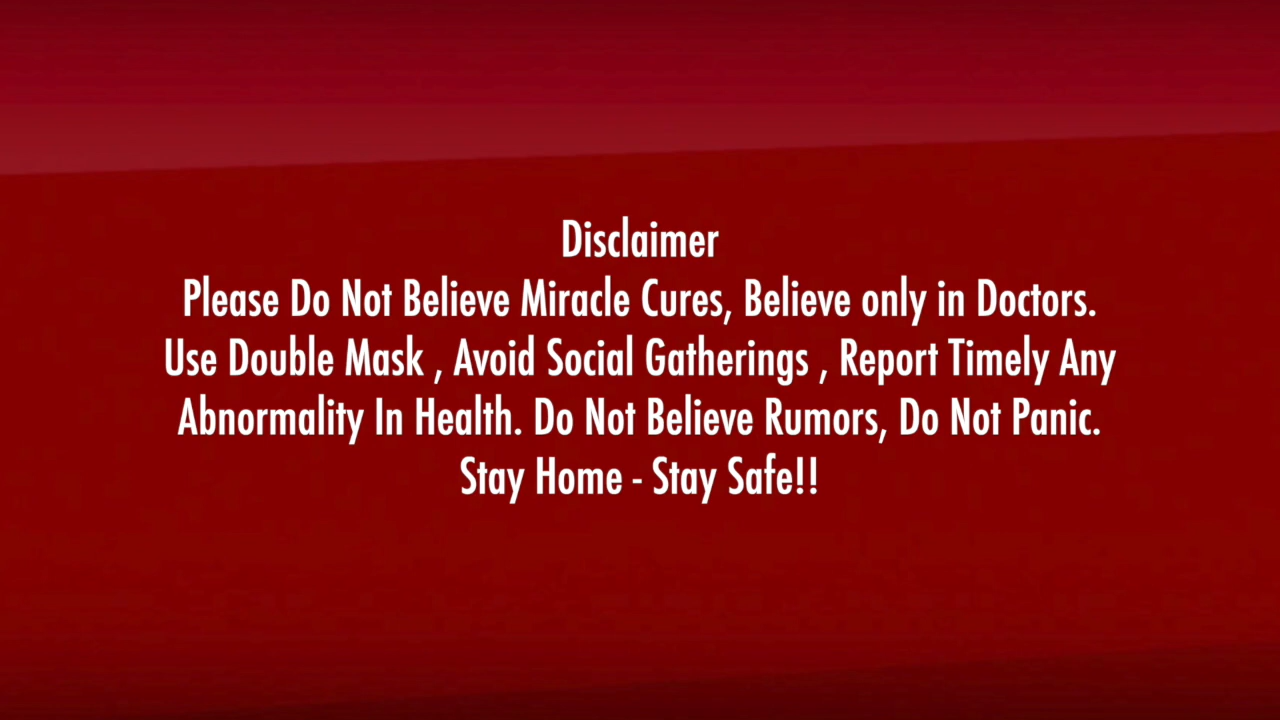 Disclaimer
Please Do Not Believe Miracle Cures, Believe only in Doctors.
Use Double Mask , Avoid Social Gatherings , Report Timely Any
Abnormality In Health. Do Not Believe Rumors, Do Not Panic.
Stay Home - Stay Safe!!